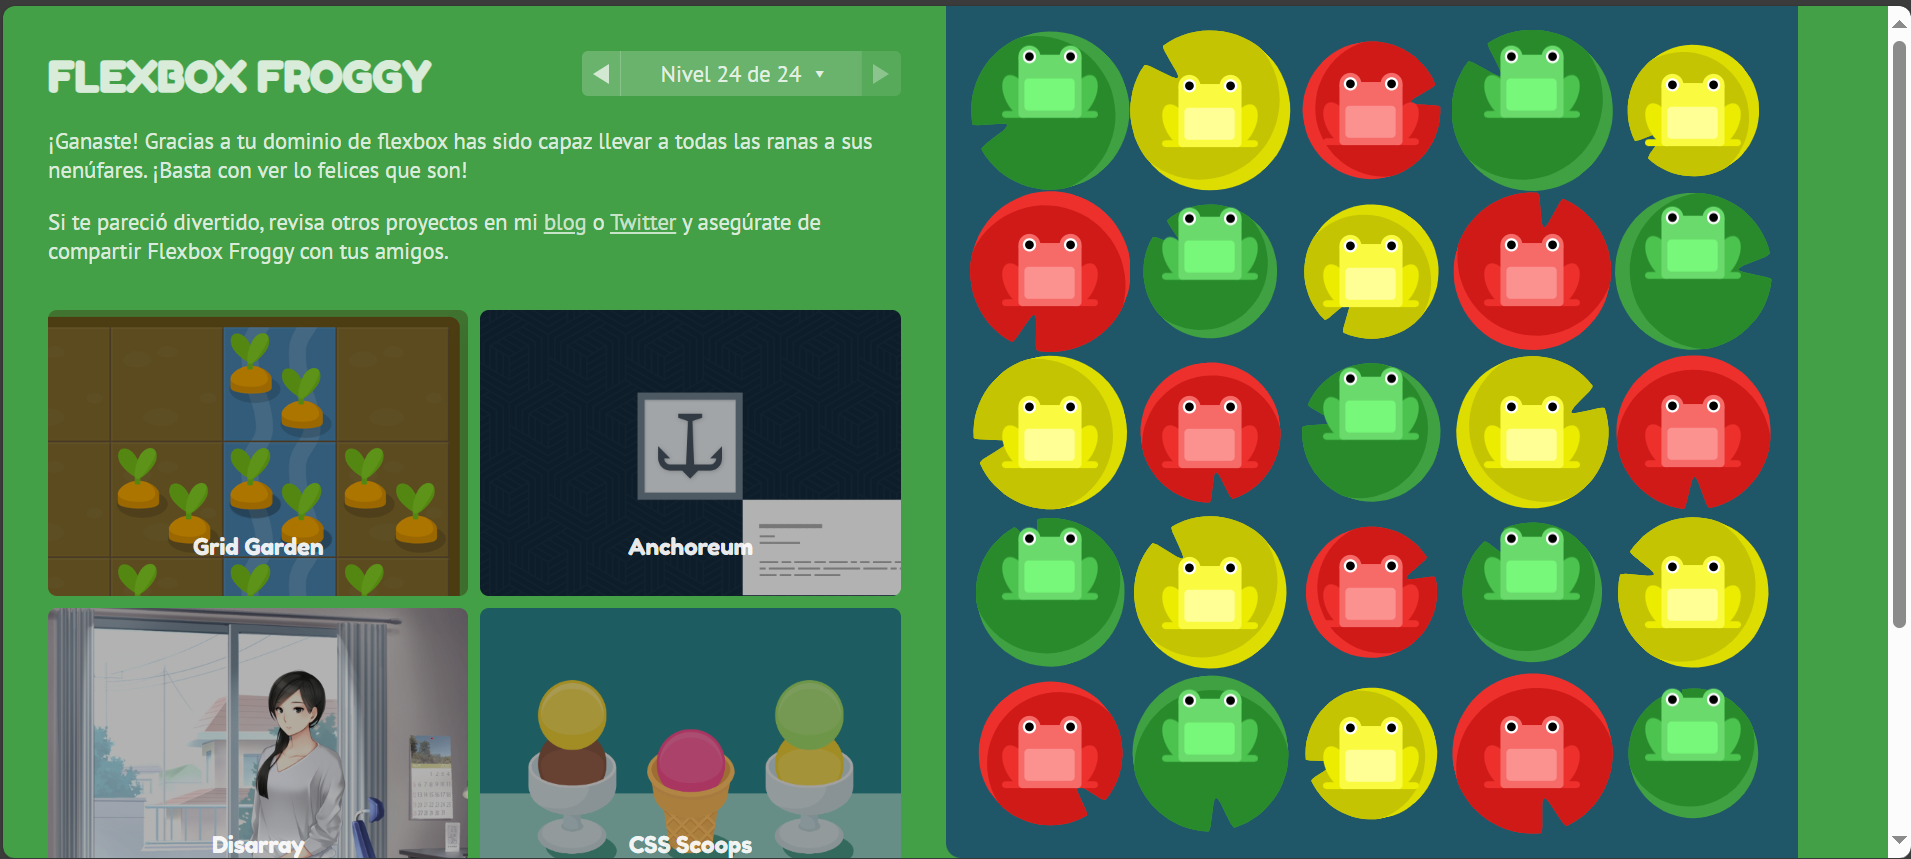 FLEXBOX FROGGY
Nivel 24 de 24
¡Ganaste! Gracias a tu dominio de flexbox has sido capaz llevar a todas las ranas a sus
nenúfares. ¡Basta con ver lo felices que son!
Si te pareció divertido, revisa otros proyectos en mi blog o Twitter y asegúrate de
compartir Flexbox Froggy con tus amigos.
Grid Garden
Anchoreum
Disarray
CSS Scoops